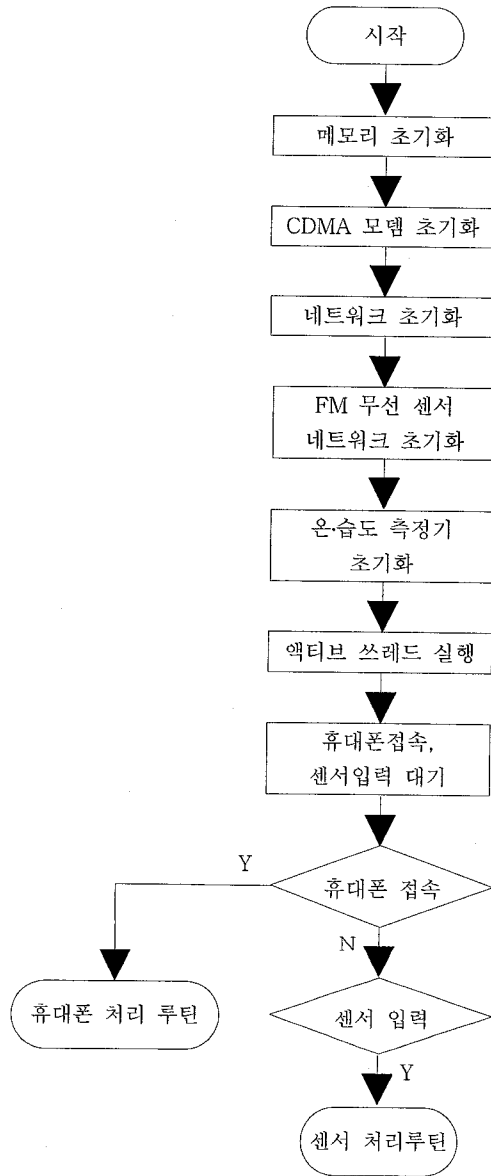 시작
메모리 초기화
CDMA 모뎀 초기화
네트워크 초기화
FM 무선 센서
네트워크 초기화
온·습도 측정기
초기화
액티브 쓰레드 실행
휴대폰접속,
센서입력 대기
Y
휴대폰 접속
N
휴대폰 처리 루틴
센서 입력
Y
센서 처리루틴